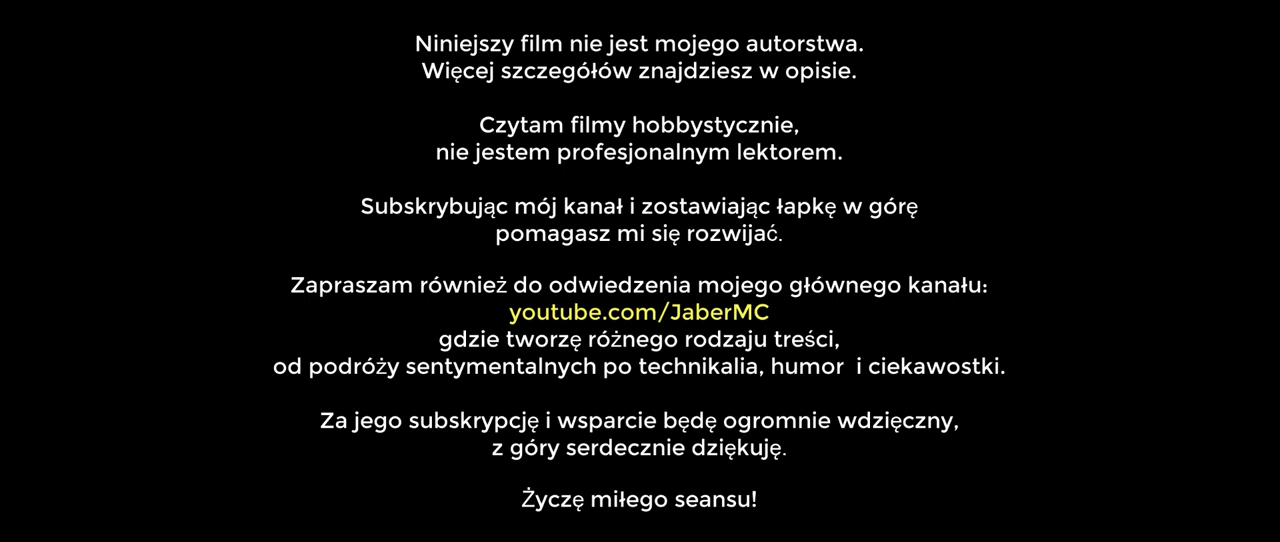 Niniejszy film nie jest mojego autorstwa.
Więcej szczegółów znajdziesz w opisie.
Czytam filmy hobbystycznie,
nie jestem profesjonalnym lektorem.
Subskrybując mój kanał i zostawiając łapkę w górę
pomagasz mi się rozwijać.
Zapraszam również do odwiedzenia mojego głównego kanału:
youtube.com/JaberMC
gdzie tworzę różnego rodzaju treści,
od podróży sentymentalnych po technikalia, humor  i ciekawostki.
Za jego subskrypcję i wsparcie będę ogromnie wdzięczny,
z góry serdecznie dziękuję.
Życzę miłego seansu!